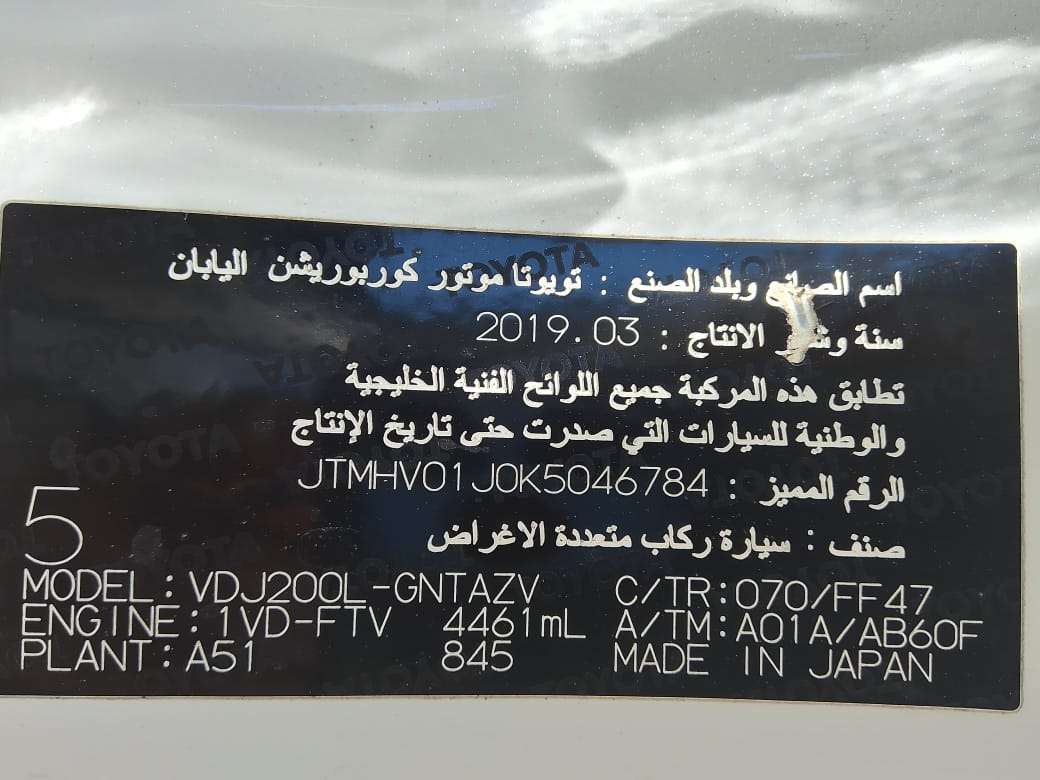 اسم الصانع وبلد الصنع : تويوتا موتور كوربوريشن اليابان
سنة وشهر الانتاج : 2019.03
تطابق هذه المركبة جميع اللوائح الفنية الخليجية
والوطنية للسيارات التي صدرت حتى تاريخ الإنتاج
الرقم المميز : JTMHV01J0K5046784
صنف : سيارة ركاب متعددة الاغراض
5
MODEL: VDJ200L-GNTAZV C/TR:070/FF47
ENGINE: 1VD-FTV 4461mL A/TM:A01A/AB60F
PLANT: A51 845 MADE IN JAPAN